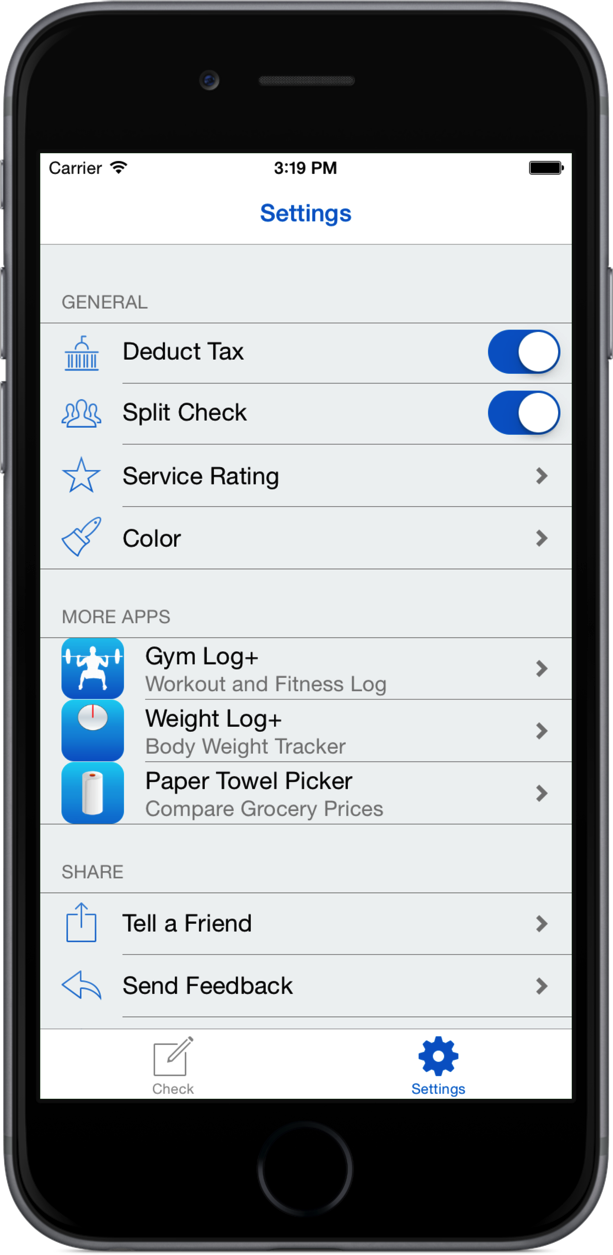 Carrier 3:19 PM
Settings
GENERAL
Deduct Tax
Split Check
Service Rating
Color
MORE APPS
Gym Log+
Workout and Fitness Log
Weight Log+
Body Weight Tracker
Paper Towel Picker
Compare Grocery Prices
SHARE
Tell a Friend
Send Feedback
Check Settings